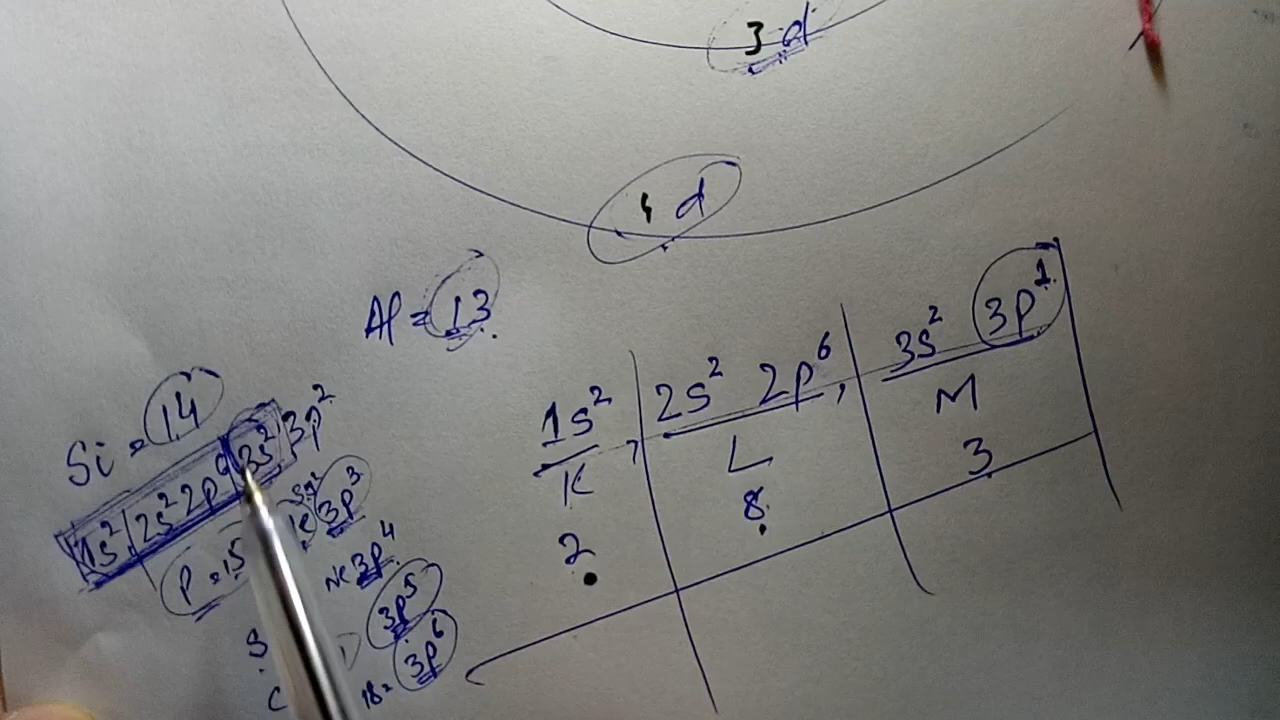 3d
4d
Al = 13
1s² , 2s² 2p⁶ , 3s² 3p¹
K L M
2 8 3
Si = 14
1s² 2s² 2p⁶ 3s² 3p²
P = 15 3p³
3p⁴
S 3p⁵
C 18 = 3p⁶